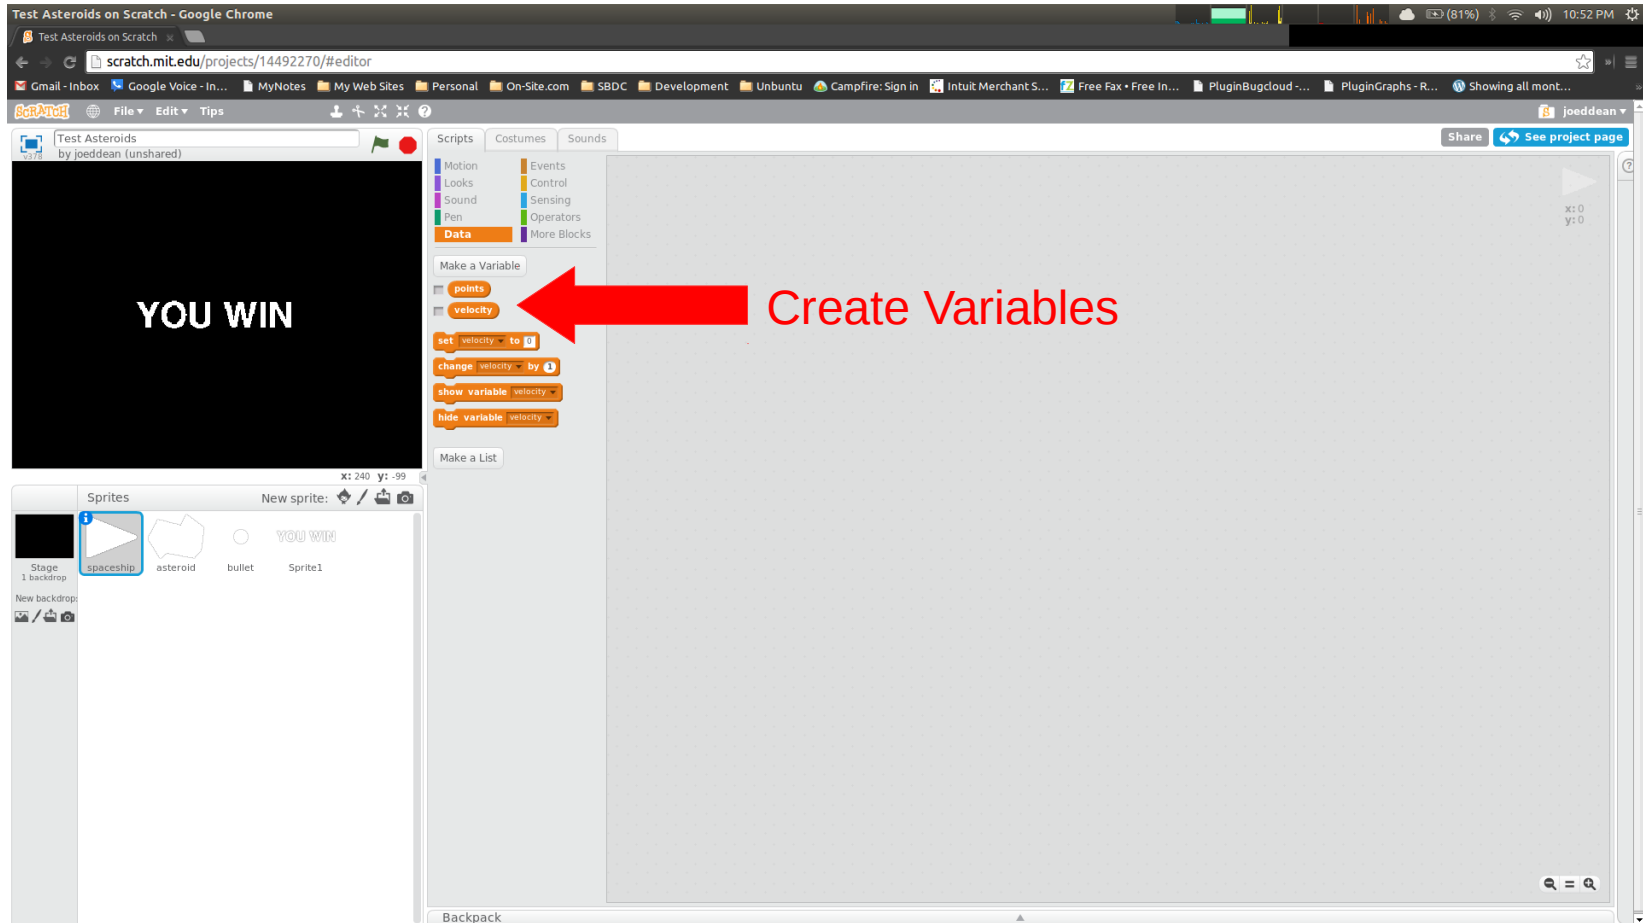 Test Asteroids on Scratch - Google Chrome
(81%) 10:52 PM
Test Asteroids on Scratch
scratch.mit.edu/projects/14492270/#editor
Gmail - Inbox Google Voice - In... MyNotes My Web Sites Personal On-Site.com SBDC Development Unbuntu Campfire: Sign in Intuit Merchant S... Free Fax • Free In... PluginBugcloud -... PluginGraphs - R... Showing all mont...
SCRATCH File Edit Tips joeddean
Test Asteroids
v378 by joeddean (unshared)
Scripts Costumes Sounds
Share See project page
Motion Events
Looks Control
Sound Sensing
Pen Operators
Data More Blocks
x: 0
y: 0
Make a Variable
points
velocity
Create Variables
YOU WIN
set velocity to 0
change velocity by 1
show variable velocity
hide variable velocity
Make a List
x: 240 y: -99
Sprites New sprite:
YOU WIN
Stage spaceship asteroid bullet Sprite1
1 backdrop
New backdrop:
Backpack